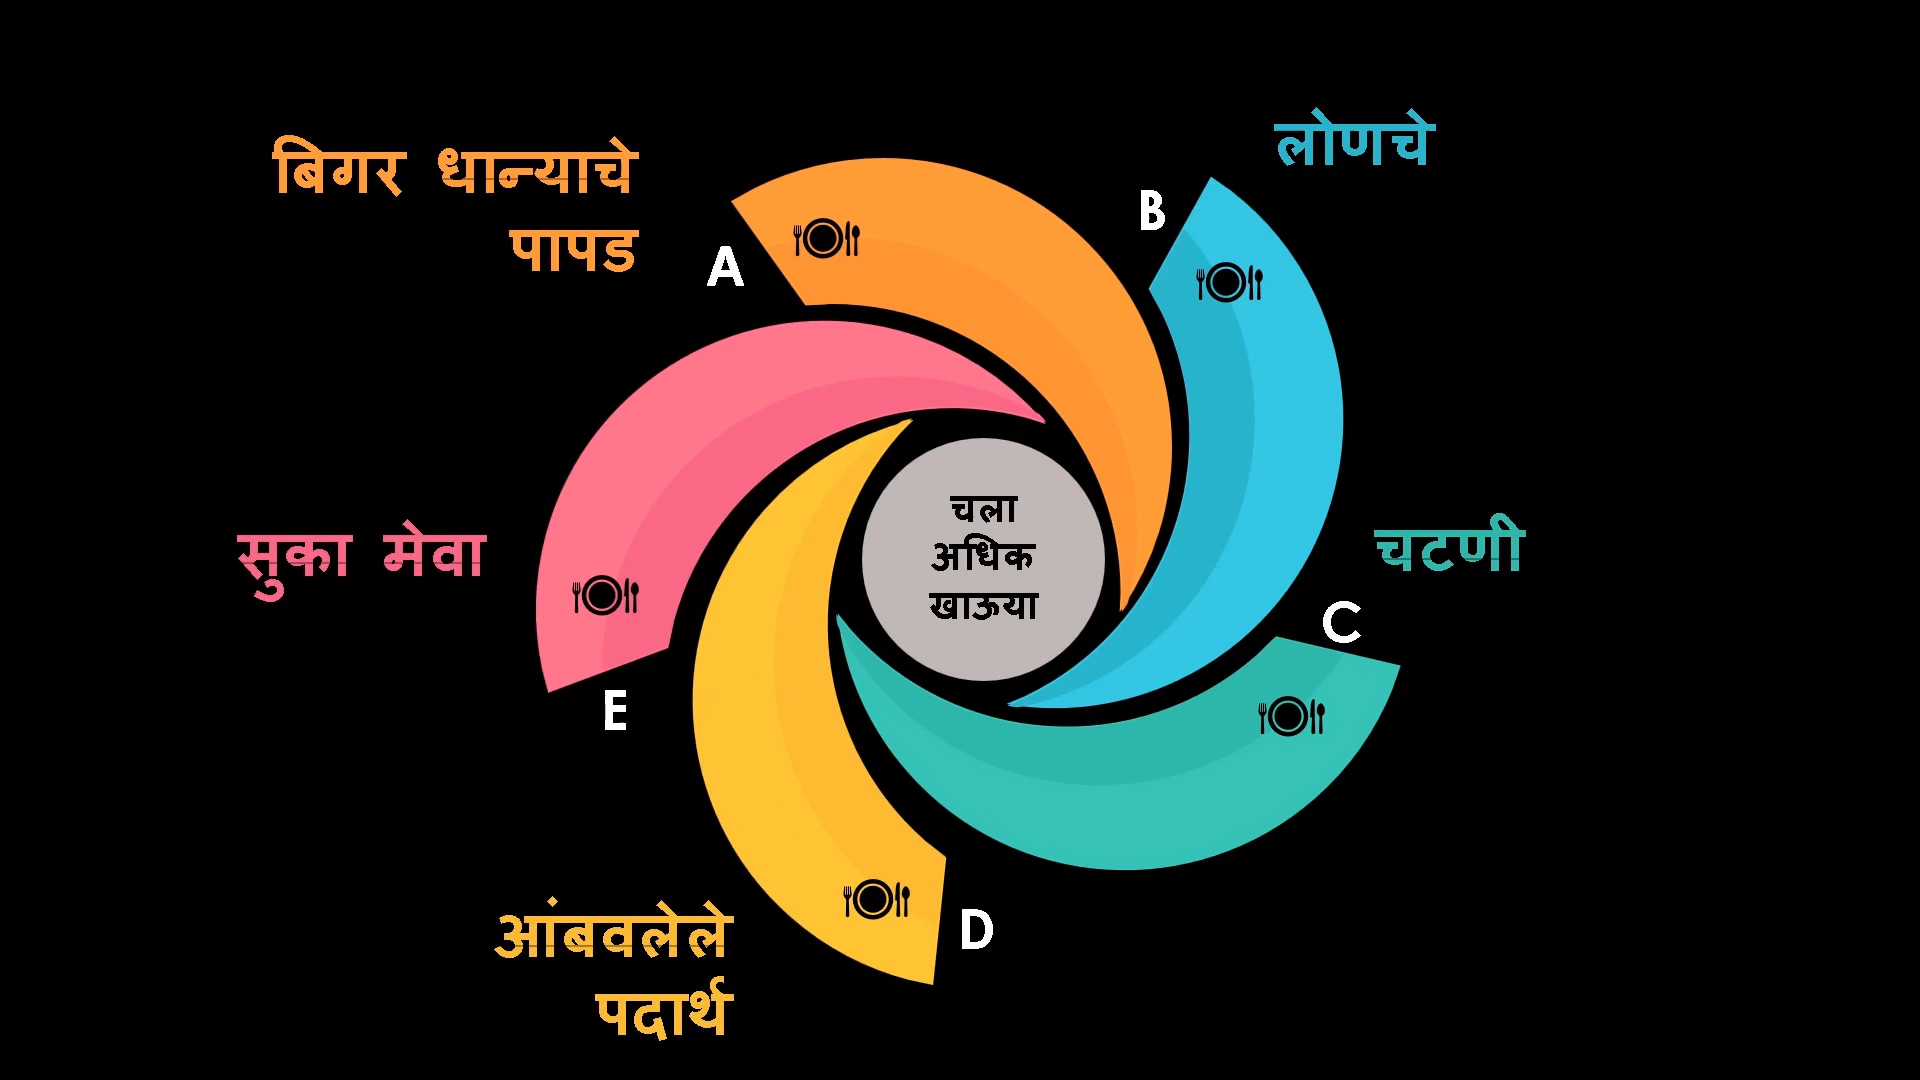 बिगर धान्याचे
पापड
A
लोणचे
B
चटणी
C
आंबवलेले
पदार्थ
D
सुका मेवा
E
चला
अधिक
खाऊया